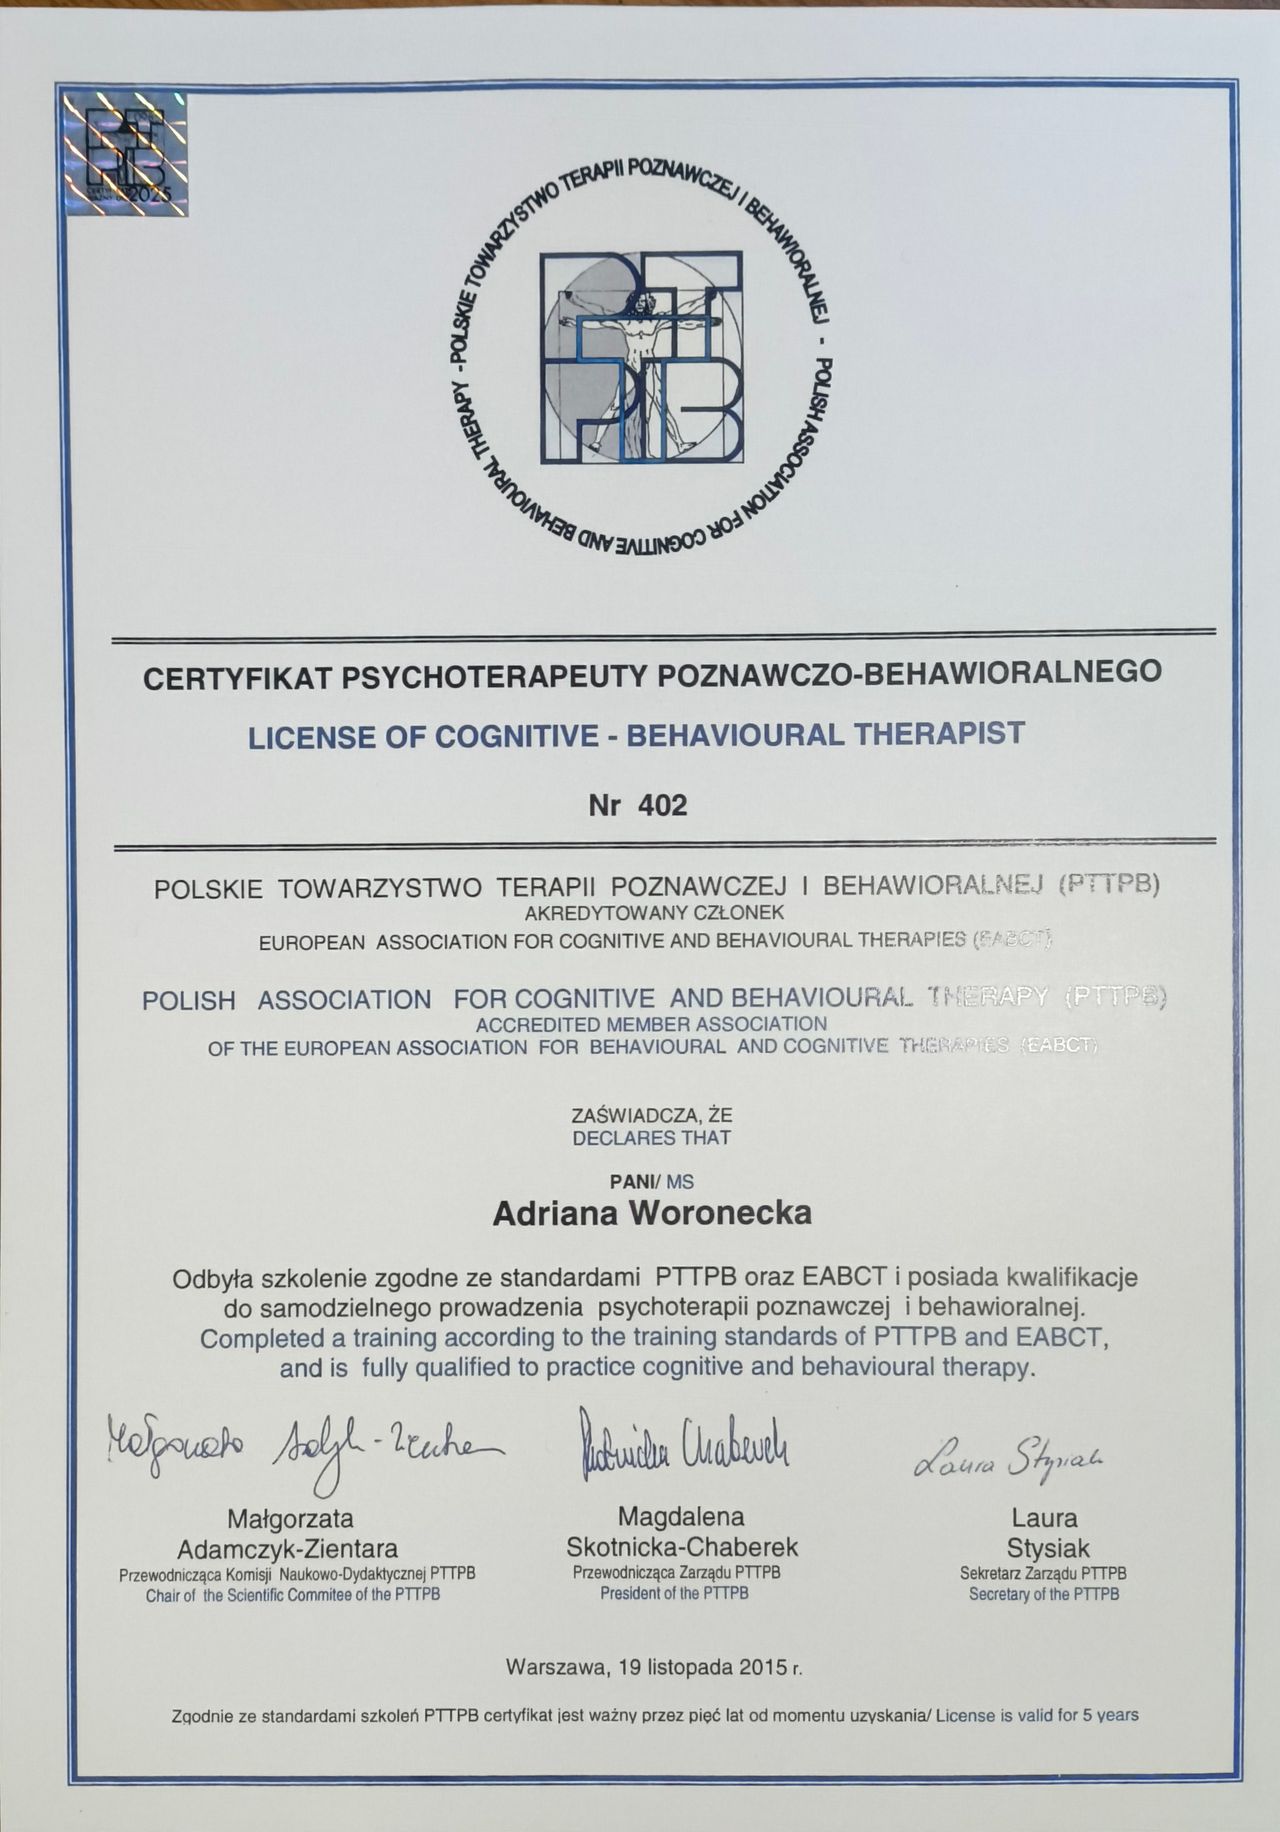 PTTPB
2025
POLSKIE TOWARZYSTWO TERAPII POZNAWCZEJ I BEHAWIORALNEJ - POLISH ASSOCIATION FOR COGNITIVE AND BEHAVIOURAL THERAPY -
PTTPB
CERTYFIKAT PSYCHOTERAPEUTY POZNAWCZO-BEHAWIORALNEGO
LICENSE OF COGNITIVE - BEHAVIOURAL THERAPIST
Nr 402
POLSKIE TOWARZYSTWO TERAPII POZNAWCZEJ I BEHAWIORALNEJ (PTTPB)
AKREDYTOWANY CZŁONEK
EUROPEAN ASSOCIATION FOR COGNITIVE AND BEHAVIOURAL THERAPIES (EABCT)
POLISH ASSOCIATION FOR COGNITIVE AND BEHAVIOURAL THERAPY (PTTPB)
ACCREDITED MEMBER ASSOCIATION
OF THE EUROPEAN ASSOCIATION FOR BEHAVIOURAL AND COGNITIVE THERAPIES (EABCT)
ZAŚWIADCZA, ŻE
DECLARES THAT
PANI/ MS
Adriana Woronecka
Odbyła szkolenie zgodne ze standardami PTTPB oraz EABCT i posiada kwalifikacje
do samodzielnego prowadzenia psychoterapii poznawczej i behawioralnej.
Completed a training according to the training standards of PTTPB and EABCT,
and is fully qualified to practice cognitive and behavioural therapy.
Laura Stysiak
Małgorzata
Adamczyk-Zientara
Przewodnicząca Komisji Naukowo-Dydaktycznej PTTPB
Chair of the Scientific Commitee of the PTTPB
Magdalena
Skotnicka-Chaberek
Przewodnicząca Zarządu PTTPB
President of the PTTPB
Laura
Stysiak
Sekretarz Zarządu PTTPB
Secretary of the PTTPB
Warszawa, 19 listopada 2015 r.
Zgodnie ze standardami szkoleń PTTPB certyfikat jest ważny przez pięć lat od momentu uzyskania/ License is valid for 5 years